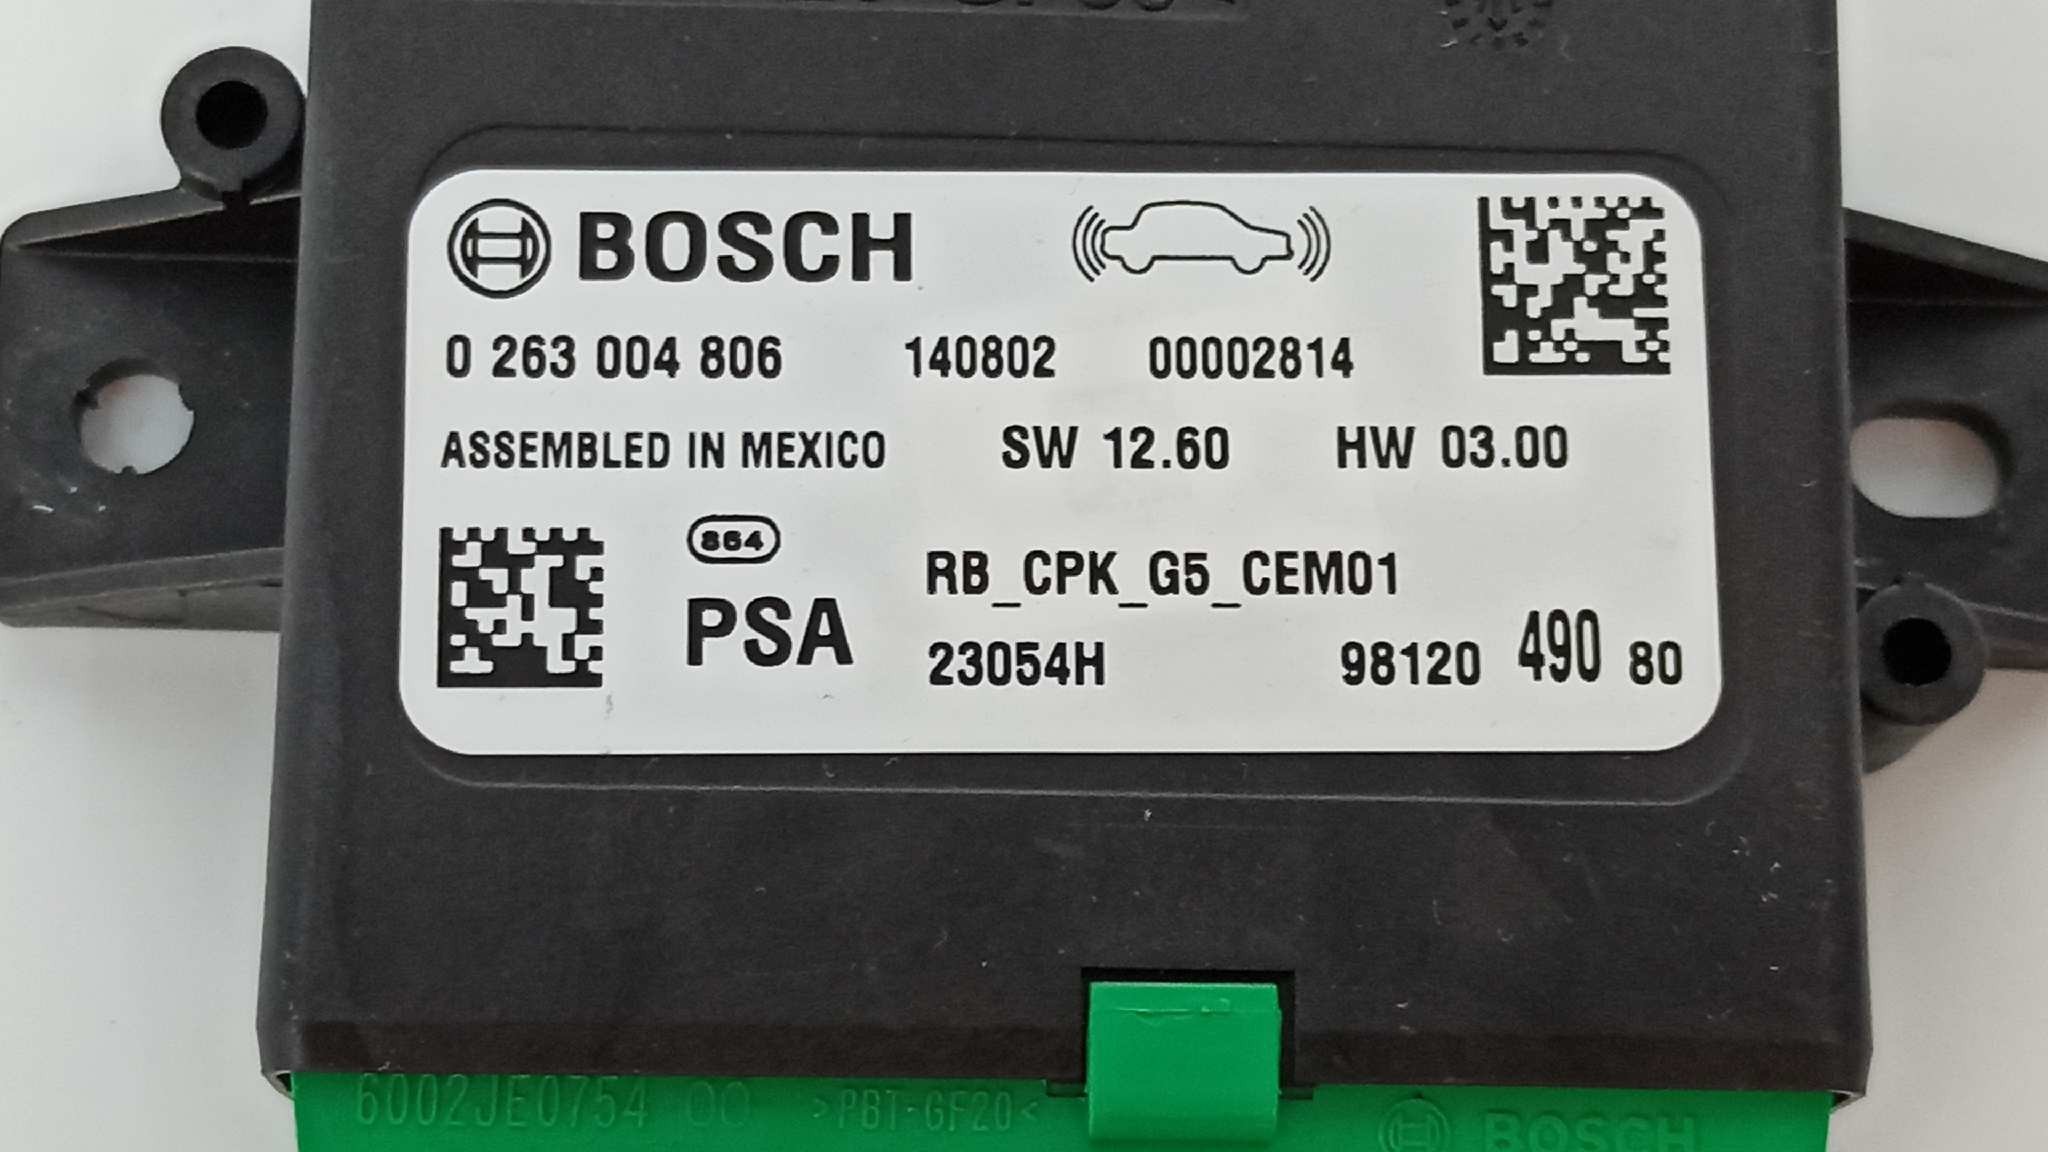 BOSCH
0 263 004 806 140802 00002814
ASSEMBLED IN MEXICO SW 12.60 HW 03.00
864
PSA
RB_CPK_G5_CEM01
23054H 98120 490 80
6002JE0754 00 >PBT-GF20< BOSCH